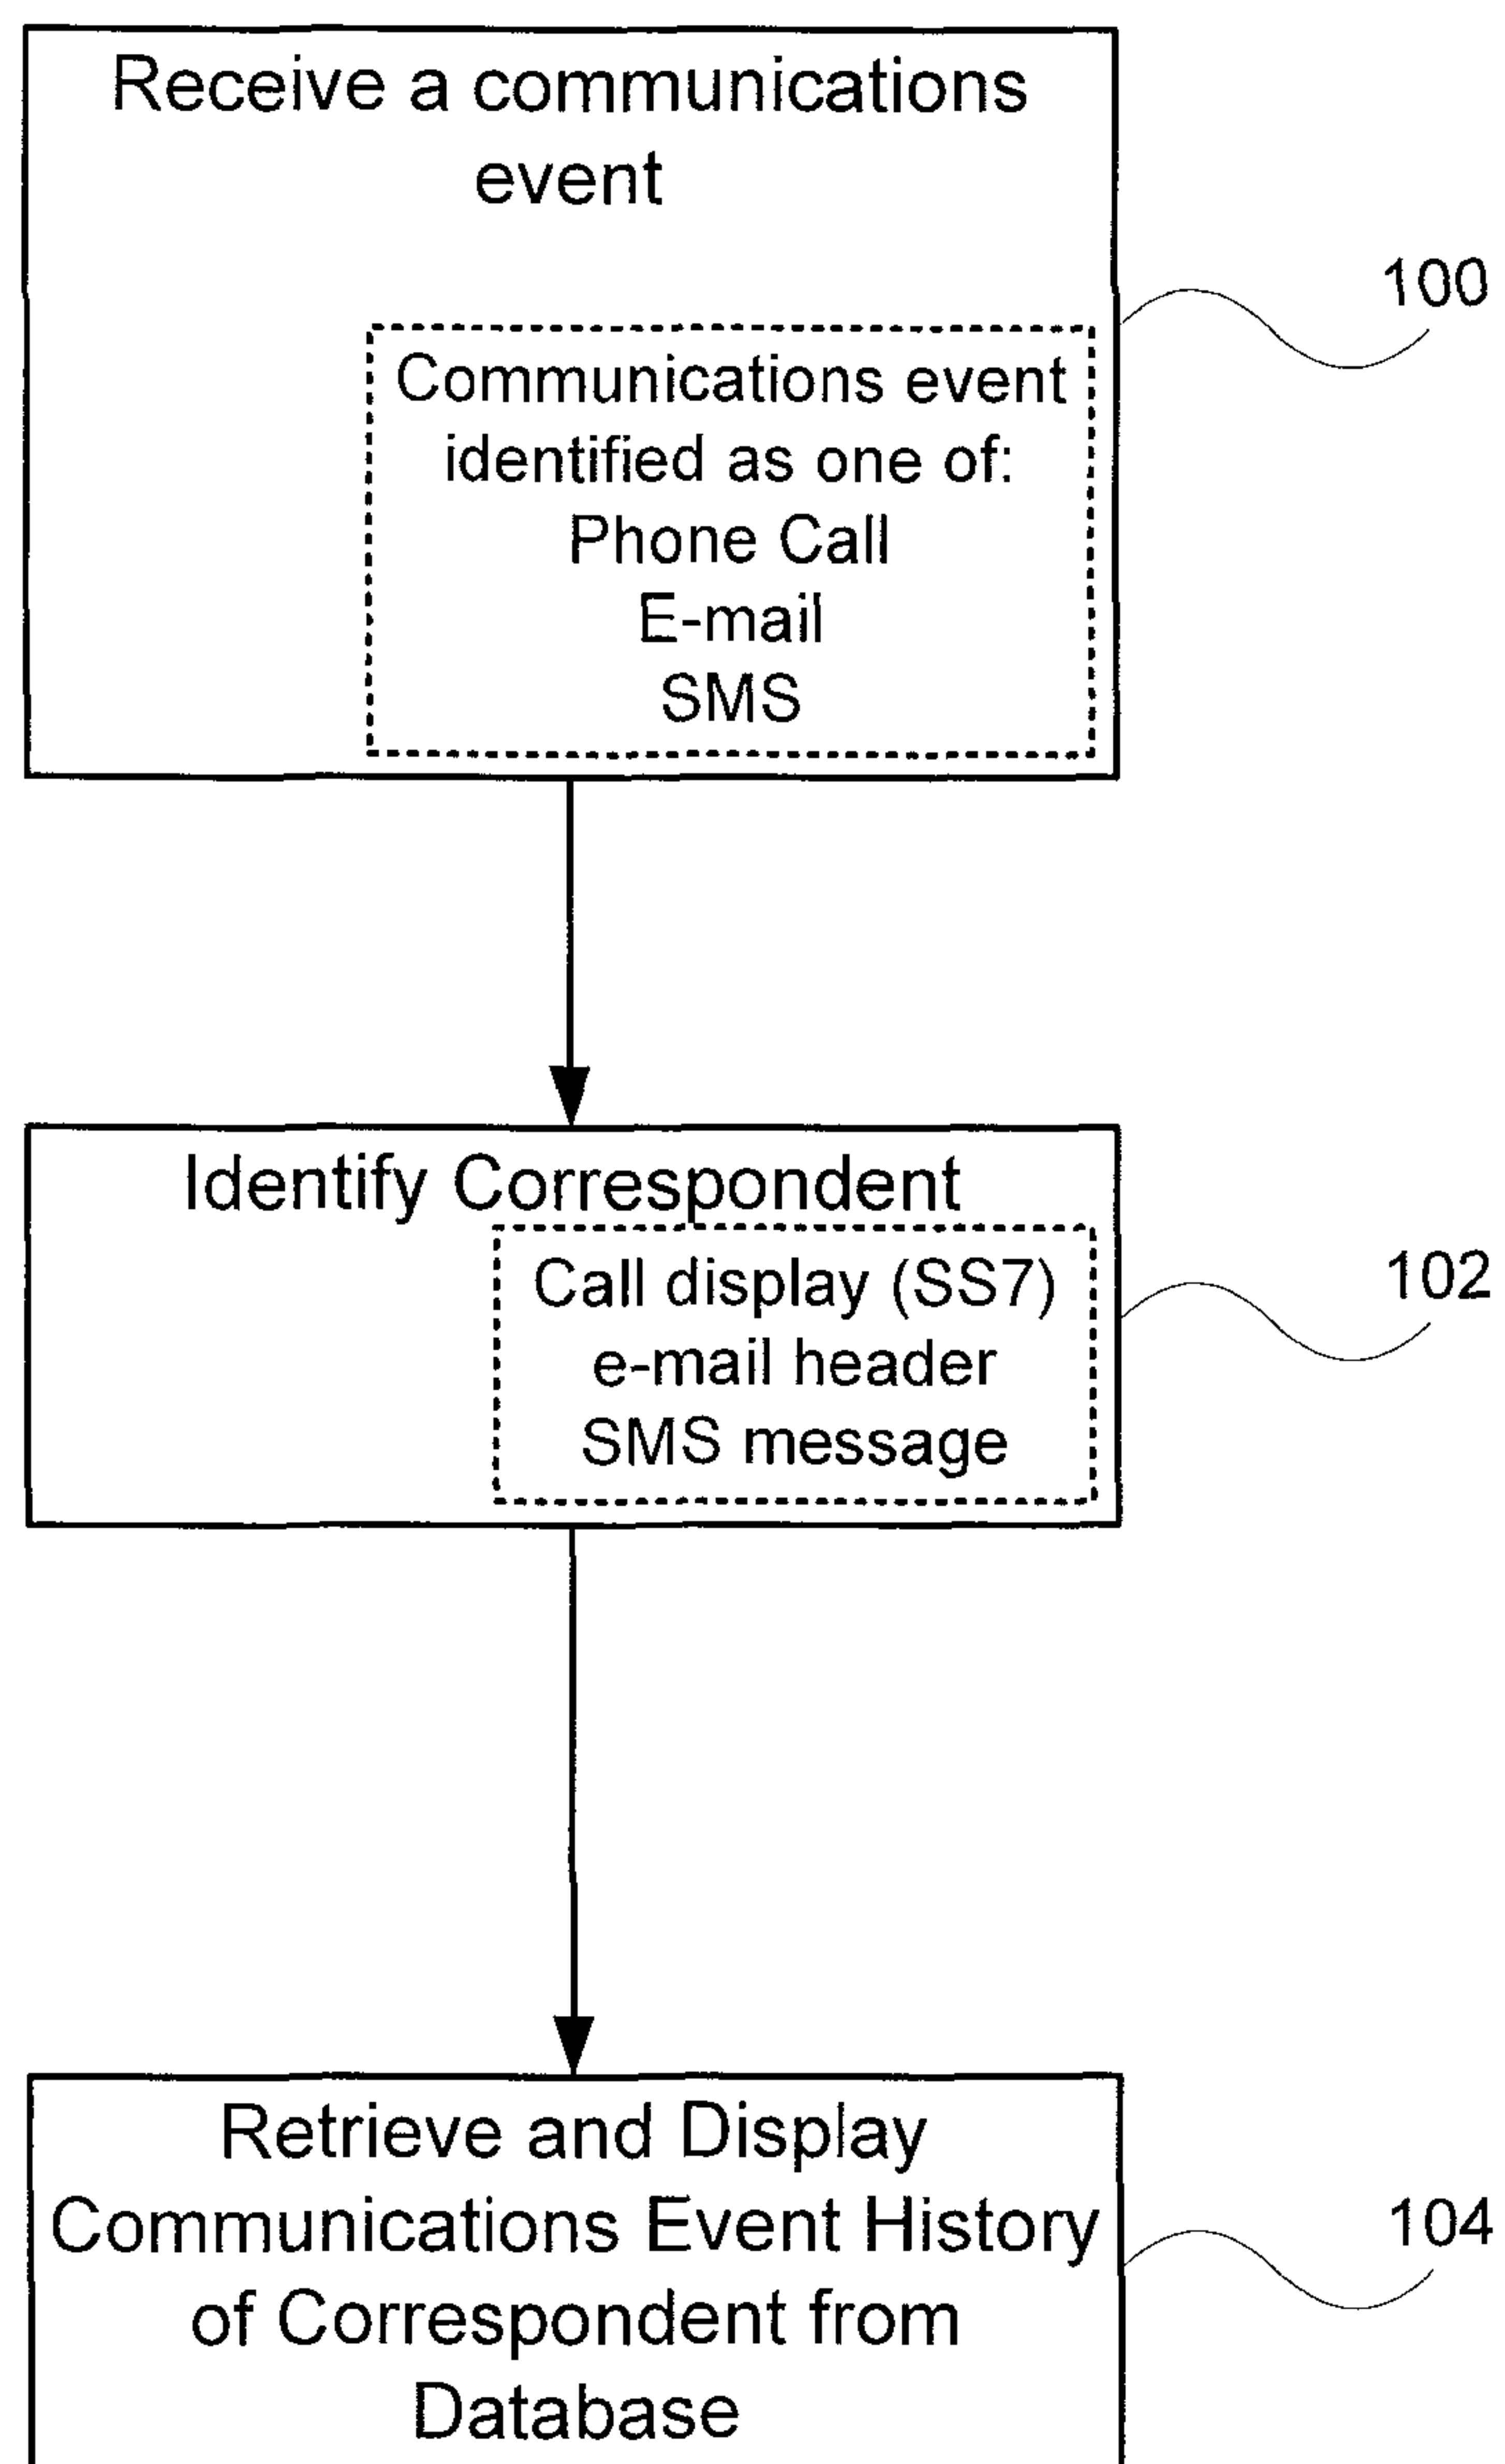 Receive a communications
event
100
Communications event
identified as one of:
Phone Call
E-mail
SMS
Identify Correspondent
102
Call display (SS7)
e-mail header
SMS message
Retrieve and Display
Communications Event History
104
of Correspondent from
Database